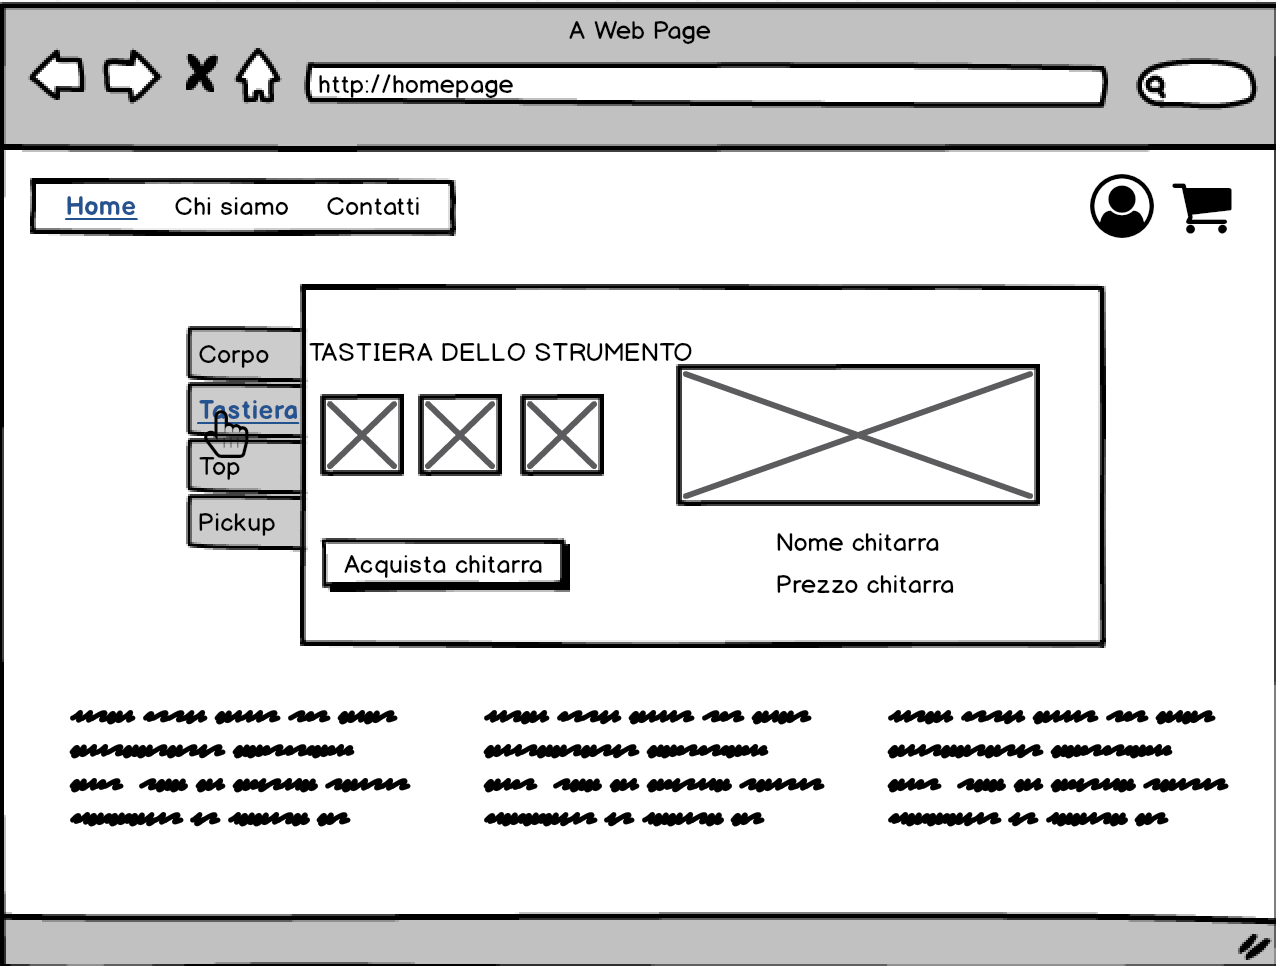 A Web Page
http://homepage
Home Chi siamo Contatti
Corpo
Tastiera
Top
Pickup
TASTIERA DELLO STRUMENTO
Acquista chitarra
Nome chitarra
Prezzo chitarra